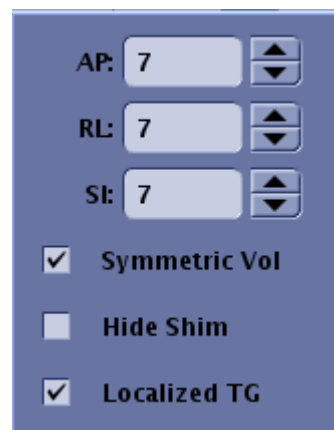 AP: 7
RL: 7
SI: 7
Symmetric Vol
Hide Shim
Localized TG